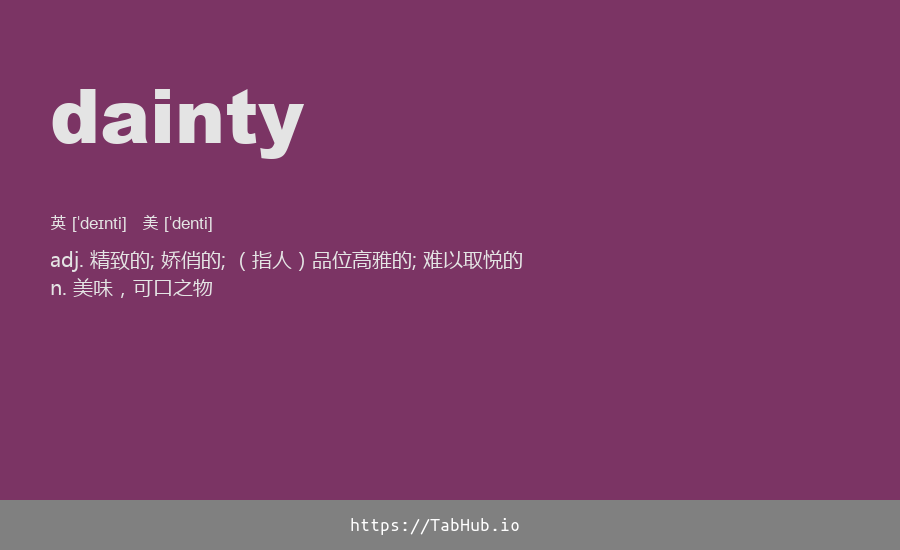 dainty
英 [ˈdeɪnti] 美 [ˈdenti]
adj. 精致的; 娇俏的; （指人）品位高雅的; 难以取悦的
n. 美味，可口之物
https://TabHub.io